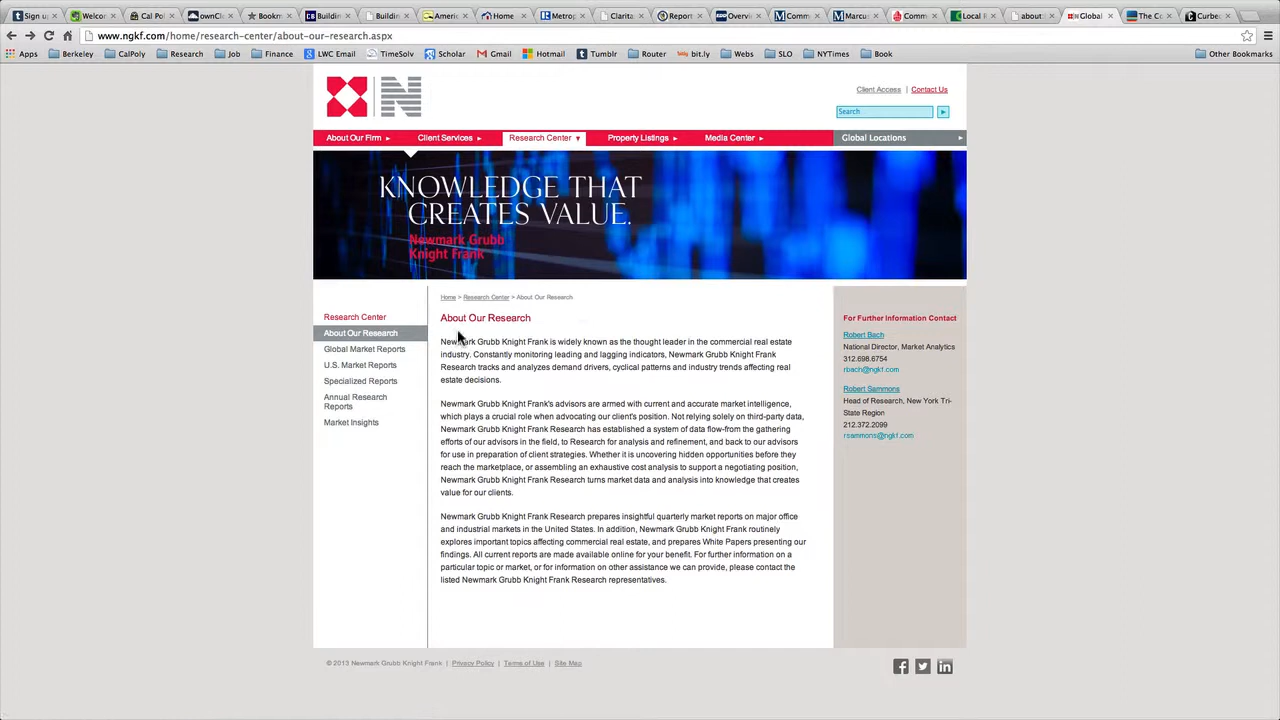 Sign up
Welco
Cal Pol
ownCl
Bookn
Buildin
Building
Americ
Home
Metrop
Clarita
Report
Overvi
Comm
Marcus
Comm
Local R
about:
Global
The Co
Curbe
www.ngkf.com/home/research-center/about-our-research.aspx
Apps Berkeley CalPoly Research Job Finance LWC Email TimeSolv Scholar Gmail Hotmail Tumblr Router bit.ly Webs SLO NYTimes Book Other Bookmarks
N
Client Access | Contact Us
Search
About Our Firm Client Services Research Center Property Listings Media Center Global Locations
KNOWLEDGE THAT
CREATES VALUE.
Newmark Grubb
Knight Frank
Home > Research Center > About Our Research
Research Center
About Our Research
Global Market Reports
U.S. Market Reports
Specialized Reports
Annual Research
Reports
Market Insights
About Our Research
Newmark Grubb Knight Frank is widely known as the thought leader in the commercial real estate
industry. Constantly monitoring leading and lagging indicators, Newmark Grubb Knight Frank
Research tracks and analyzes demand drivers, cyclical patterns and industry trends affecting real
estate decisions.
Newmark Grubb Knight Frank's advisors are armed with current and accurate market intelligence,
which plays a crucial role when advocating our client's position. Not relying solely on third-party data,
Newmark Grubb Knight Frank Research has established a system of data flow-from the gathering
efforts of our advisors in the field, to Research for analysis and refinement, and back to our advisors
for use in preparation of client strategies. Whether it is uncovering hidden opportunities before they
reach the marketplace, or assembling an exhaustive cost analysis to support a negotiating position,
Newmark Grubb Knight Frank Research turns market data and analysis into knowledge that creates
value for our clients.
Newmark Grubb Knight Frank Research prepares insightful quarterly market reports on major office
and industrial markets in the United States. In addition, Newmark Grubb Knight Frank routinely
explores important topics affecting commercial real estate, and prepares White Papers presenting our
findings. All current reports are made available online for your benefit. For further information on a
particular topic or market, or for information on other assistance we can provide, please contact the
listed Newmark Grubb Knight Frank Research representatives.
For Further Information Contact
Robert Bach
National Director, Market Analytics
312.698.6754
rbach@ngkf.com
Robert Sammons
Head of Research, New York Tri-
State Region
212.372.2099
rsammons@ngkf.com
© 2013 Newmark Grubb Knight Frank | Privacy Policy | Terms of Use | Site Map